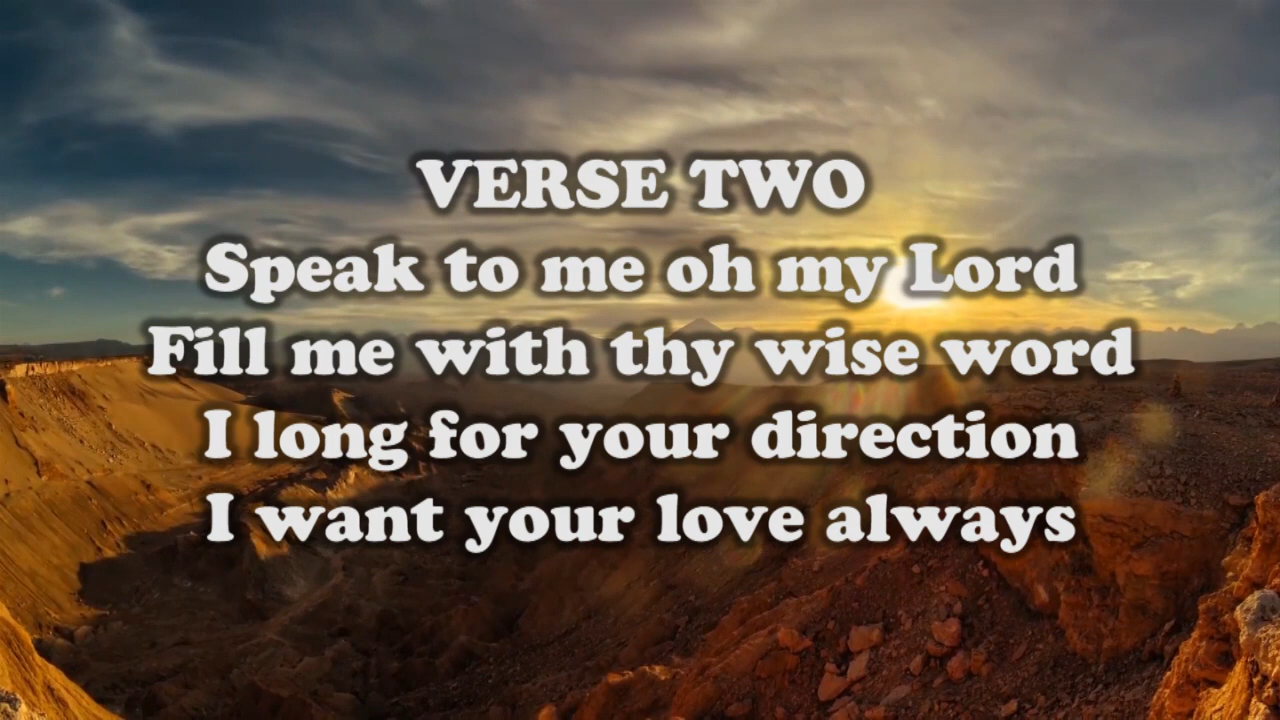 VERSE TWO
Speak to me oh my Lord
Fill me with thy wise word
I long for your direction
I want your love always